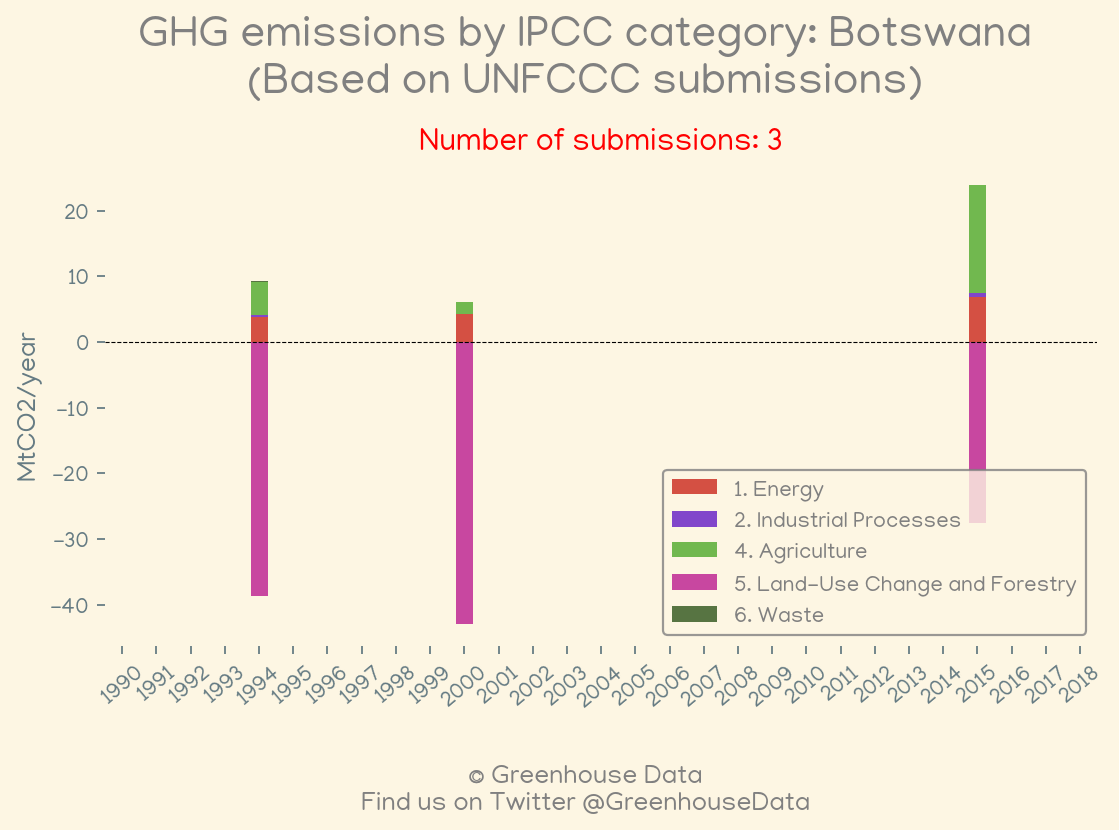 GHG emissions by IPCC category: Botswana
(Based on UNFCCC submissions)
Number of submissions: 3
20
10
0
−10
−20
−30
−40
MtCO2/year
1. Energy
2. Industrial Processes
4. Agriculture
5. Land-Use Change and Forestry
6. Waste
1990 1991 1992 1993 1994 1995 1996 1997 1998 1999 2000 2001 2002 2003 2004 2005 2006 2007 2008 2009 2010 2011 2012 2013 2014 2015 2016 2017 2018
© Greenhouse Data
Find us on Twitter @GreenhouseData